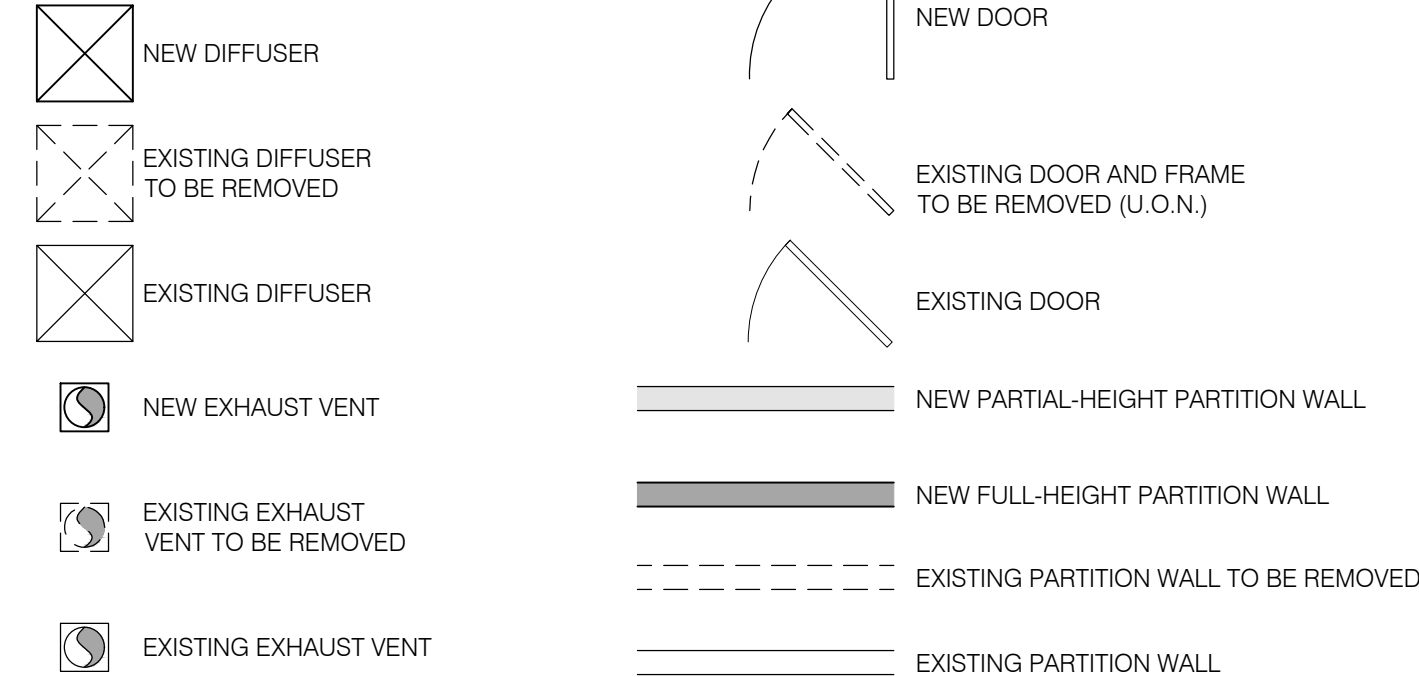 NEW DIFFUSER
EXISTING DIFFUSER
TO BE REMOVED
EXISTING DIFFUSER
NEW EXHAUST VENT
EXISTING EXHAUST
VENT TO BE REMOVED
EXISTING EXHAUST VENT
NEW DOOR
EXISTING DOOR AND FRAME
TO BE REMOVED (U.O.N.)
EXISTING DOOR
NEW PARTIAL-HEIGHT PARTITION WALL
NEW FULL-HEIGHT PARTITION WALL
EXISTING PARTITION WALL TO BE REMOVED
EXISTING PARTITION WALL